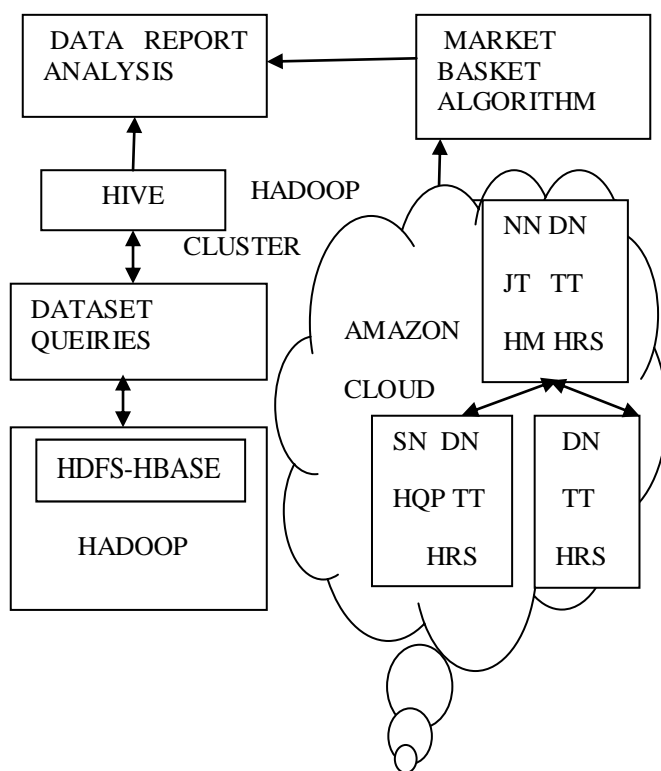 DATA REPORT
ANALYSIS
MARKET
BASKET
ALGORITHM
HIVE
HADOOP
CLUSTER
DATASET
QUEIRIES
HDFS-HBASE
HADOOP
AMAZON
CLOUD
NN DN
JT TT
HM HRS
SN DN
HQP TT
HRS
DN
TT
HRS